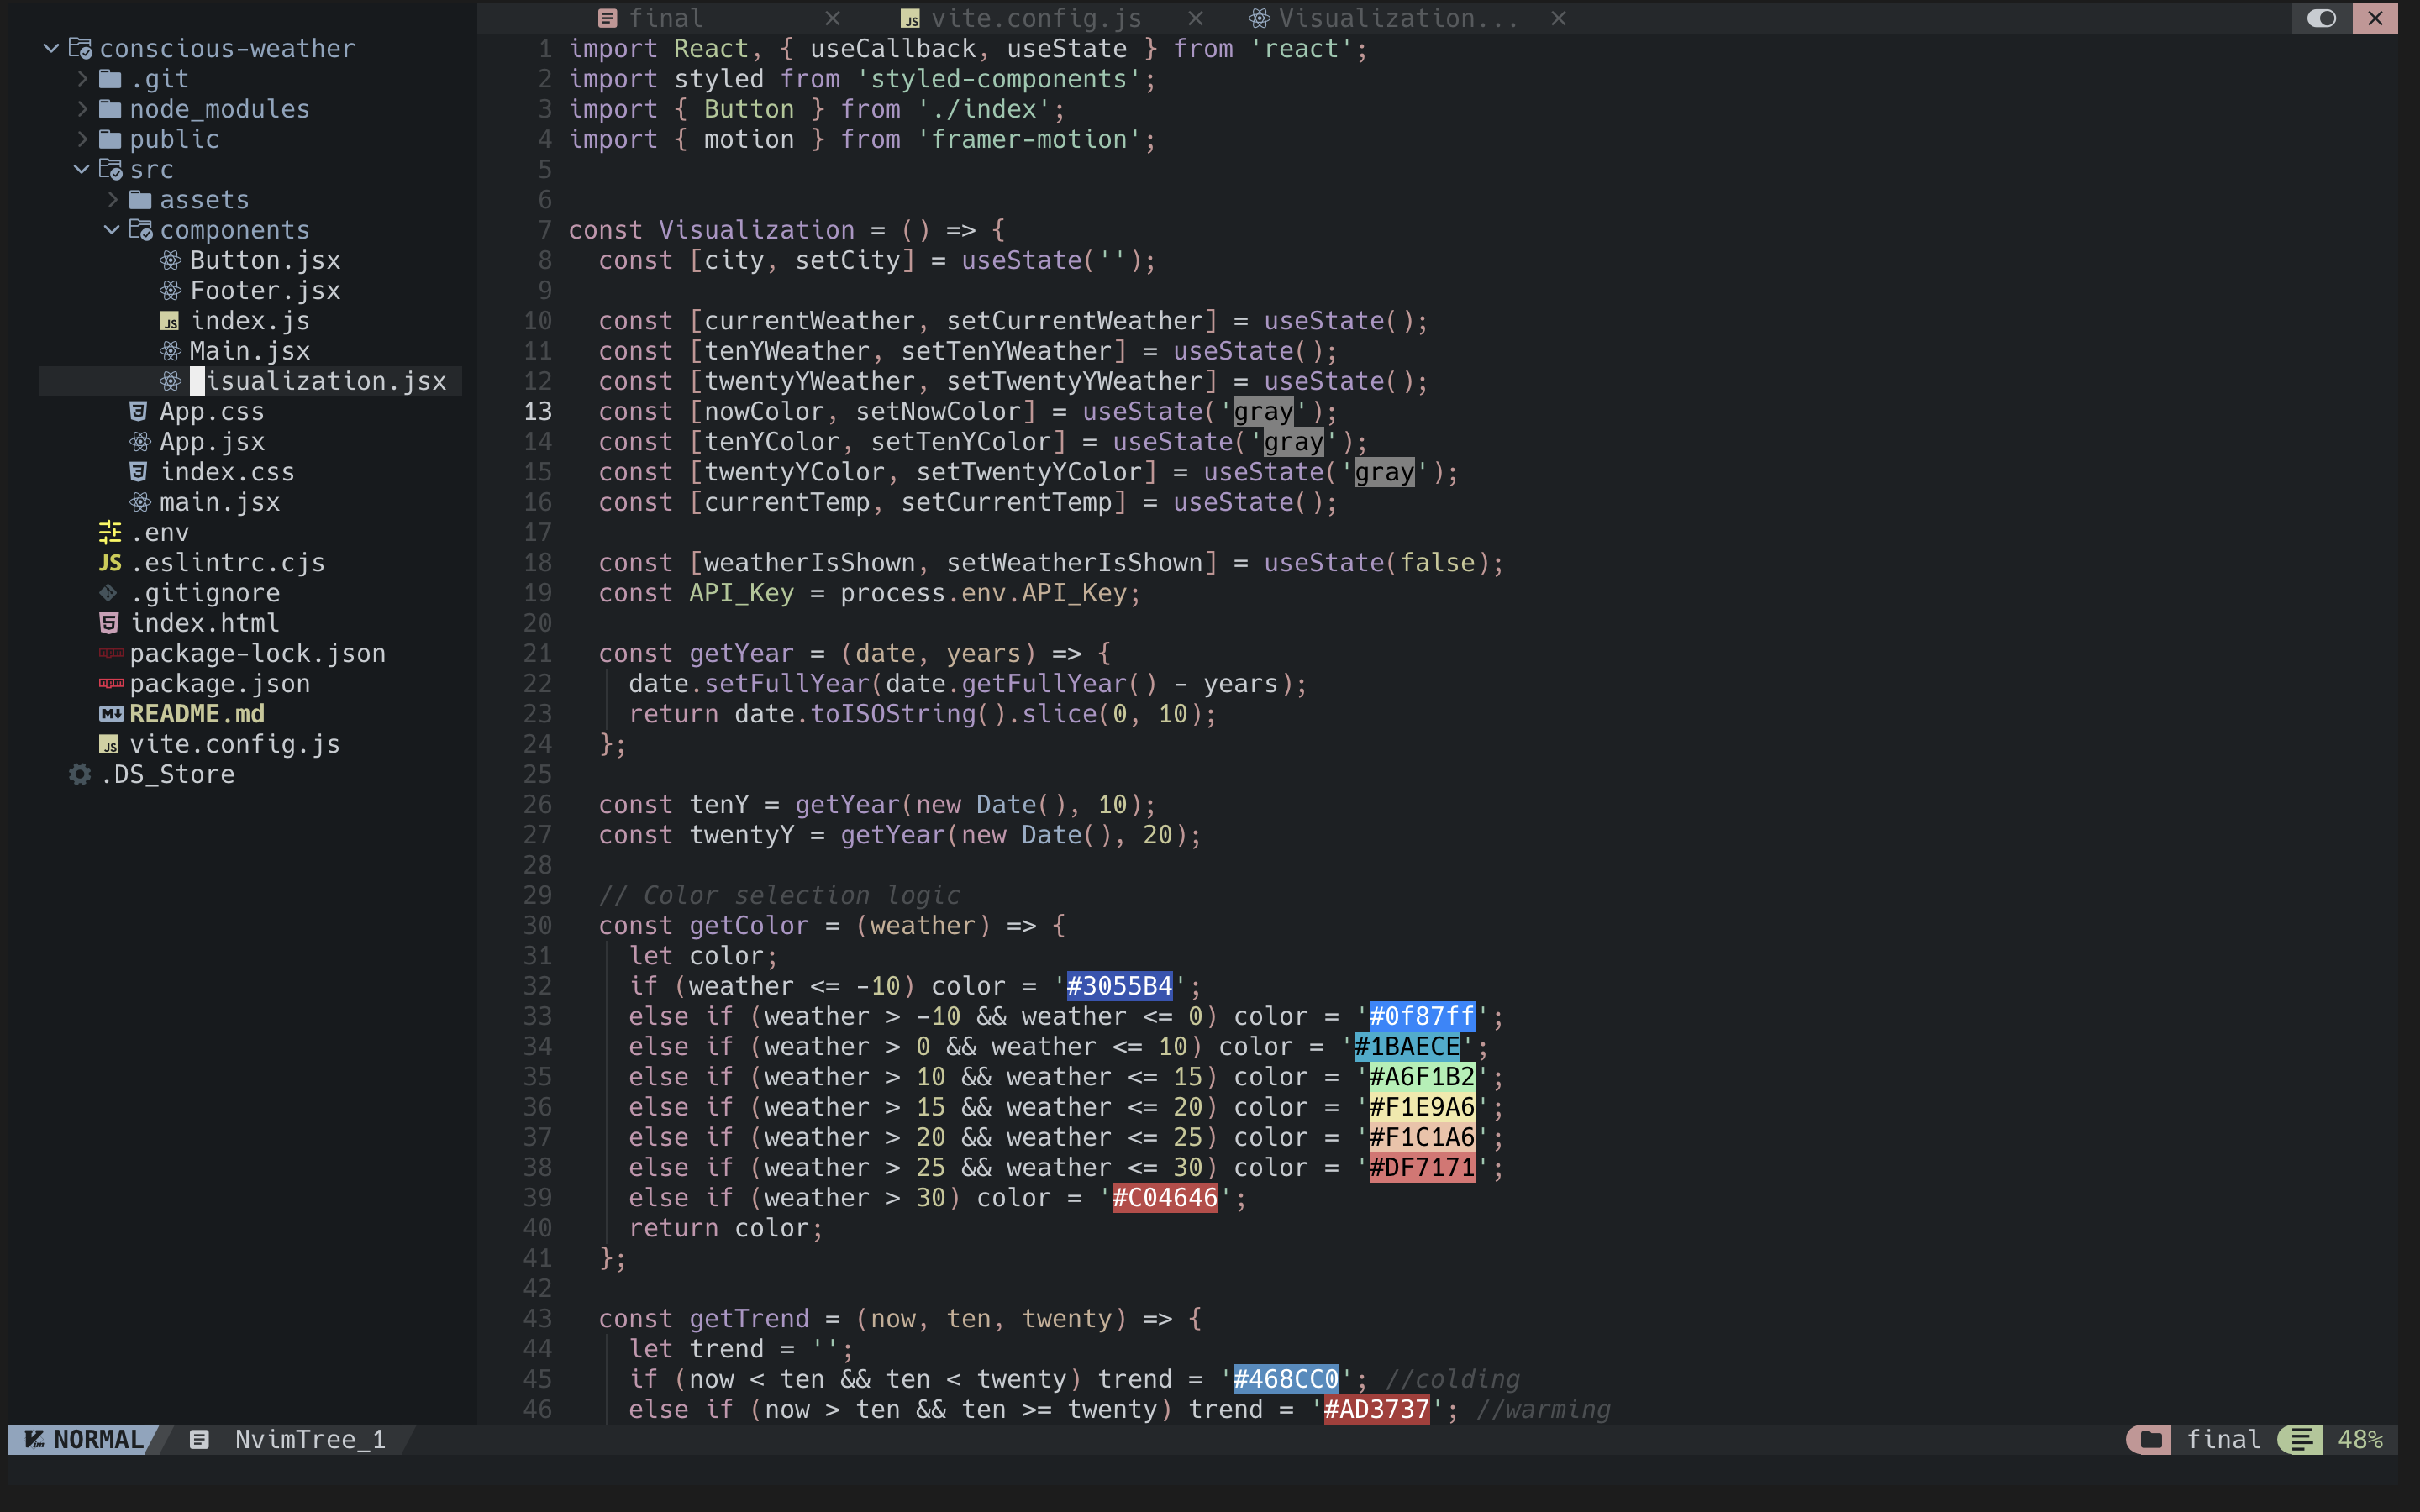 final vite.config.js Visualization...
conscious-weather
.git
node_modules
public
src
assets
components
Button.jsx
Footer.jsx
index.js
Main.jsx
isualization.jsx
App.css
App.jsx
index.css
main.jsx
.env
.eslintrc.cjs
.gitignore
index.html
package-lock.json
package.json
README.md
vite.config.js
.DS_Store
1 import React, { useCallback, useState } from 'react';
2 import styled from 'styled-components';
3 import { Button } from './index';
4 import { motion } from 'framer-motion';
5
6
7 const Visualization = () => {
8   const [city, setCity] = useState('');
9
10   const [currentWeather, setCurrentWeather] = useState();
11   const [tenYWeather, setTenYWeather] = useState();
12   const [twentyYWeather, setTwentyYWeather] = useState();
13   const [nowColor, setNowColor] = useState('gray');
14   const [tenYColor, setTenYColor] = useState('gray');
15   const [twentyYColor, setTwentyYColor] = useState('gray');
16   const [currentTemp, setCurrentTemp] = useState();
17
18   const [weatherIsShown, setWeatherIsShown] = useState(false);
19   const API_Key = process.env.API_Key;
20
21   const getYear = (date, years) => {
22     date.setFullYear(date.getFullYear() - years);
23     return date.toISOString().slice(0, 10);
24   };
25
26   const tenY = getYear(new Date(), 10);
27   const twentyY = getYear(new Date(), 20);
28
29   // Color selection logic
30   const getColor = (weather) => {
31     let color;
32     if (weather <= -10) color = '#3055B4';
33     else if (weather > -10 && weather <= 0) color = '#0f87ff';
34     else if (weather > 0 && weather <= 10) color = '#1BAECE';
35     else if (weather > 10 && weather <= 15) color = '#A6F1B2';
36     else if (weather > 15 && weather <= 20) color = '#F1E9A6';
37     else if (weather > 20 && weather <= 25) color = '#F1C1A6';
38     else if (weather > 25 && weather <= 30) color = '#DF7171';
39     else if (weather > 30) color = '#C04646';
40     return color;
41   };
42
43   const getTrend = (now, ten, twenty) => {
44     let trend = '';
45     if (now < ten && ten < twenty) trend = '#468CC0'; //colding
46     else if (now > ten && ten >= twenty) trend = '#AD3737'; //warming
NORMAL NvimTree_1 final 48%